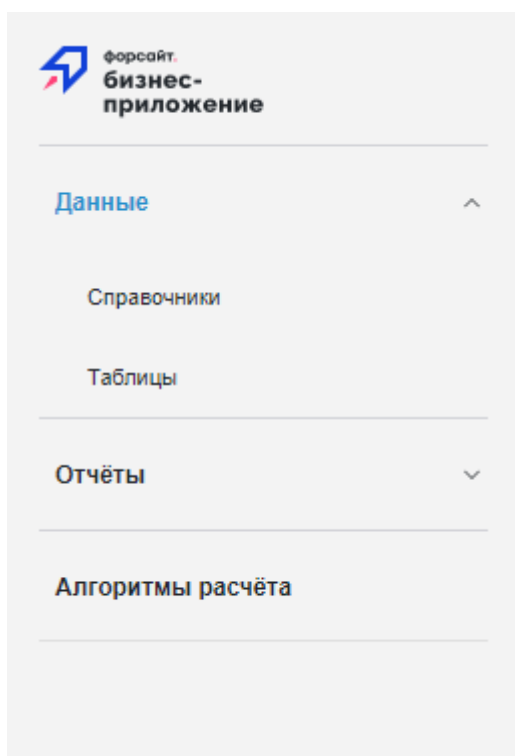 форсайт.
бизнес-
приложение
Данные
Справочники
Таблицы
Отчёты
Алгоритмы расчёта